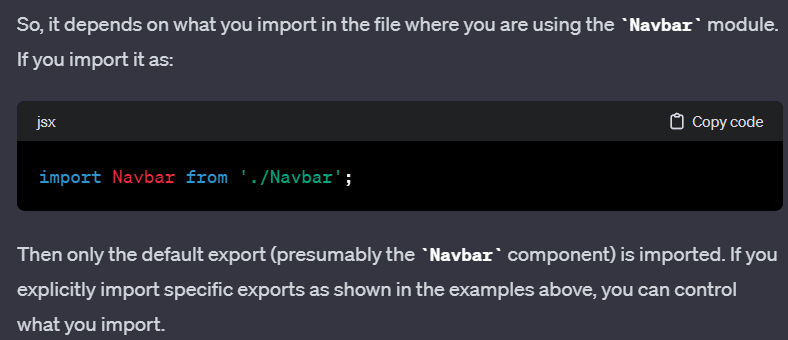 So, it depends on what you import in the file where you are using the `Navbar` module.
If you import it as:
jsx
Copy code
import Navbar from './Navbar';
Then only the default export (presumably the `Navbar` component) is imported. If you
explicitly import specific exports as shown in the examples above, you can control
what you import.